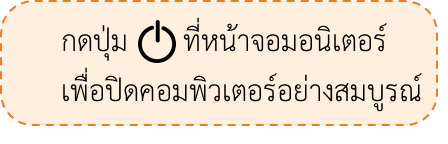 กดปุ่ม ที่หน้าจอมอนิเตอร์
เพื่อปิดคอมพิวเตอร์อย่างสมบูรณ์